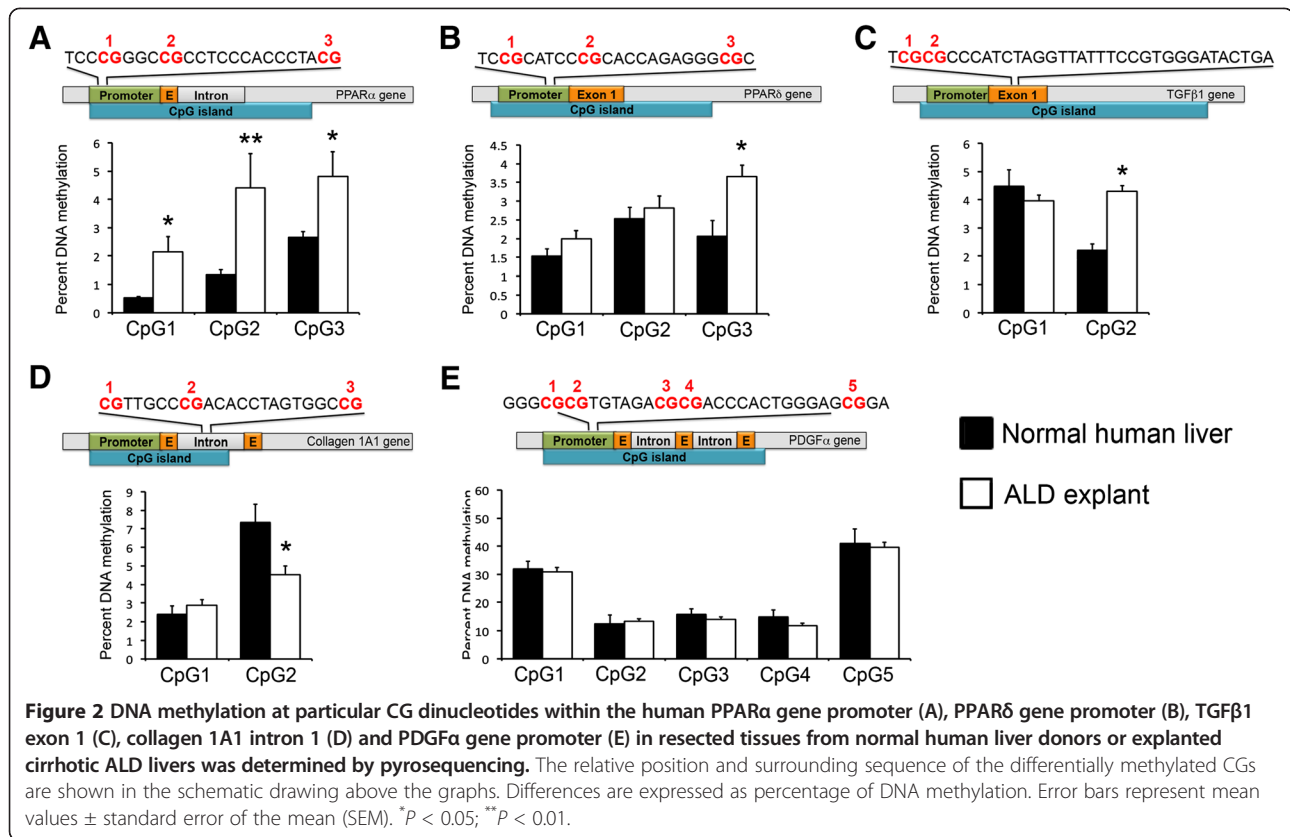 A
1 2 3
TCCCGGGCCGCCTCCCACCCTACG
Promoter E Intron PPARα gene
CpG island
Percent DNA methylation
6
5
4
3
2
1
0
* ** *
CpG1 CpG2 CpG3
B
1 2 3
TCCGCATCCCGCACCAGAGGGCGC
Promoter Exon 1 PPARδ gene
CpG island
Percent DNA methylation
4.5
4
3.5
3
2.5
2
1.5
1
0.5
0
*
CpG1 CpG2 CpG3
C
1 2
TCGCGCCCATCTAGGTTATTTCCGTGGGATACTGA
Promoter Exon 1 TGFβ1 gene
CpG island
Percent DNA methylation
6
5
4
3
2
1
0
*
CpG1 CpG2
D
1 2 3
CGTTGCCCGACACCTAGTGGCCG
Promoter E Intron E Collagen 1A1 gene
CpG island
Percent DNA methylation
9
8
7
6
5
4
3
2
1
0
*
CpG1 CpG2
E
1 2 3 4 5
GGGCGCGTGTAGACGCGACCCACTGGGAGCGGA
Promoter E Intron E Intron E PDGFα gene
CpG island
Percent DNA methylation
60
50
40
30
20
10
0
CpG1 CpG2 CpG3 CpG4 CpG5
Normal human liver
ALD explant
Figure 2 DNA methylation at particular CG dinucleotides within the human PPARα gene promoter (A), PPARδ gene promoter (B), TGFβ1
exon 1 (C), collagen 1A1 intron 1 (D) and PDGFα gene promoter (E) in resected tissues from normal human liver donors or explanted
cirrhotic ALD livers was determined by pyrosequencing. The relative position and surrounding sequence of the differentially methylated CGs
are shown in the schematic drawing above the graphs. Differences are expressed as percentage of DNA methylation. Error bars represent mean
values ± standard error of the mean (SEM). *P < 0.05; **P < 0.01.